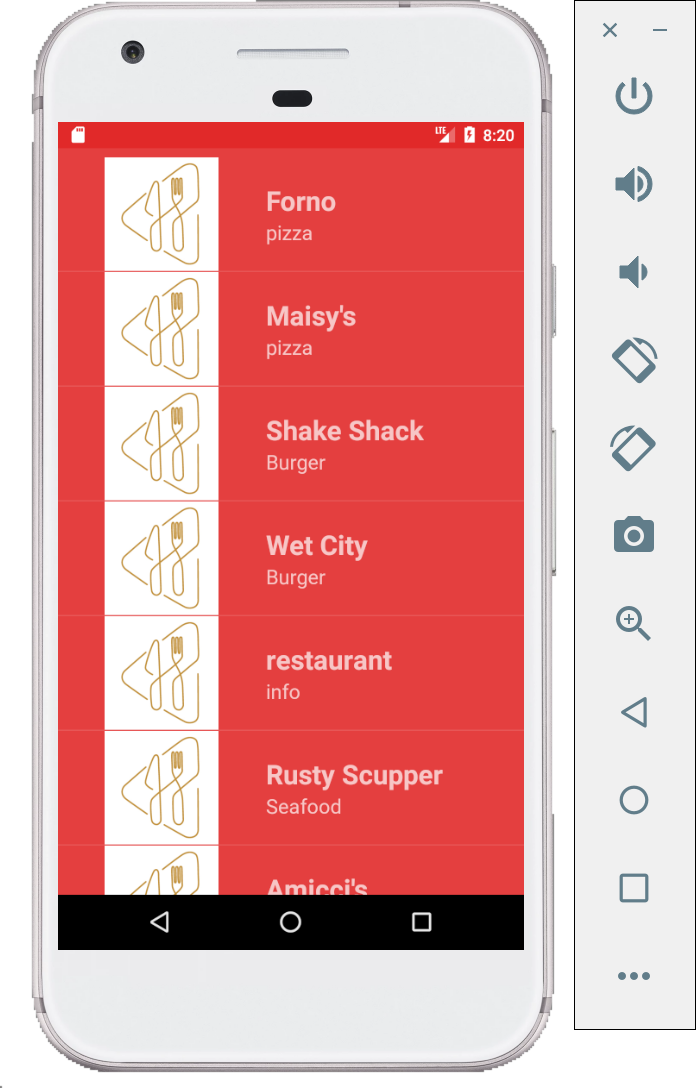 LTE 8:20
Forno
pizza
Maisy's
pizza
Shake Shack
Burger
Wet City
Burger
restaurant
info
Rusty Scupper
Seafood
Amicci's